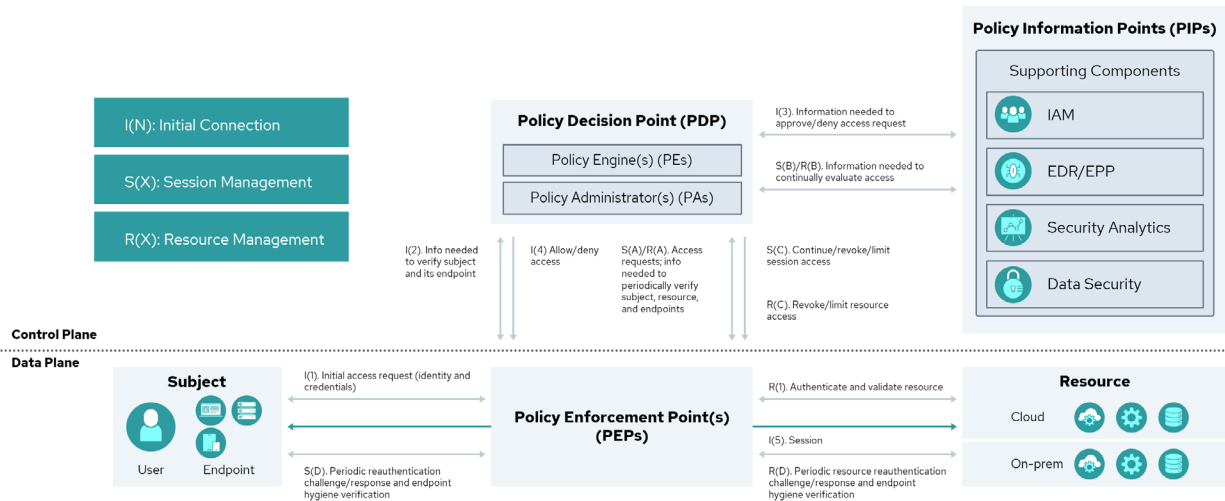 Policy Information Points (PIPs)
Supporting Components
IAM
EDR/EPP
Security Analytics
Data Security
I(N): Initial Connection
S(X): Session Management
R(X): Resource Management
Policy Decision Point (PDP)
Policy Engine(s) (PEs)
Policy Administrator(s) (PAs)
I(3). Information needed to
approve/deny access request
S(B)/R(B). Information needed to
continually evaluate access
I(2). Info needed
to verify subject
and its endpoint
I(4) Allow/deny
access
S(A)/R(A). Access
requests; info
needed to
periodically verify
subject, resource,
and endpoints
S(C). Continue/revoke/limit
session access
R(C). Revoke/limit resource
access
Control Plane
Data Plane
Subject
User
Endpoint
I(1). Initial access request (identity and
credentials)
S(D). Periodic reauthentication
challenge/response and endpoint
hygiene verification
Policy Enforcement Point(s)
(PEPs)
R(1). Authenticate and validate resource
I(5). Session
R(D). Periodic resource reauthentication
challenge/response and endpoint
hygiene verification
Resource
Cloud
On-prem